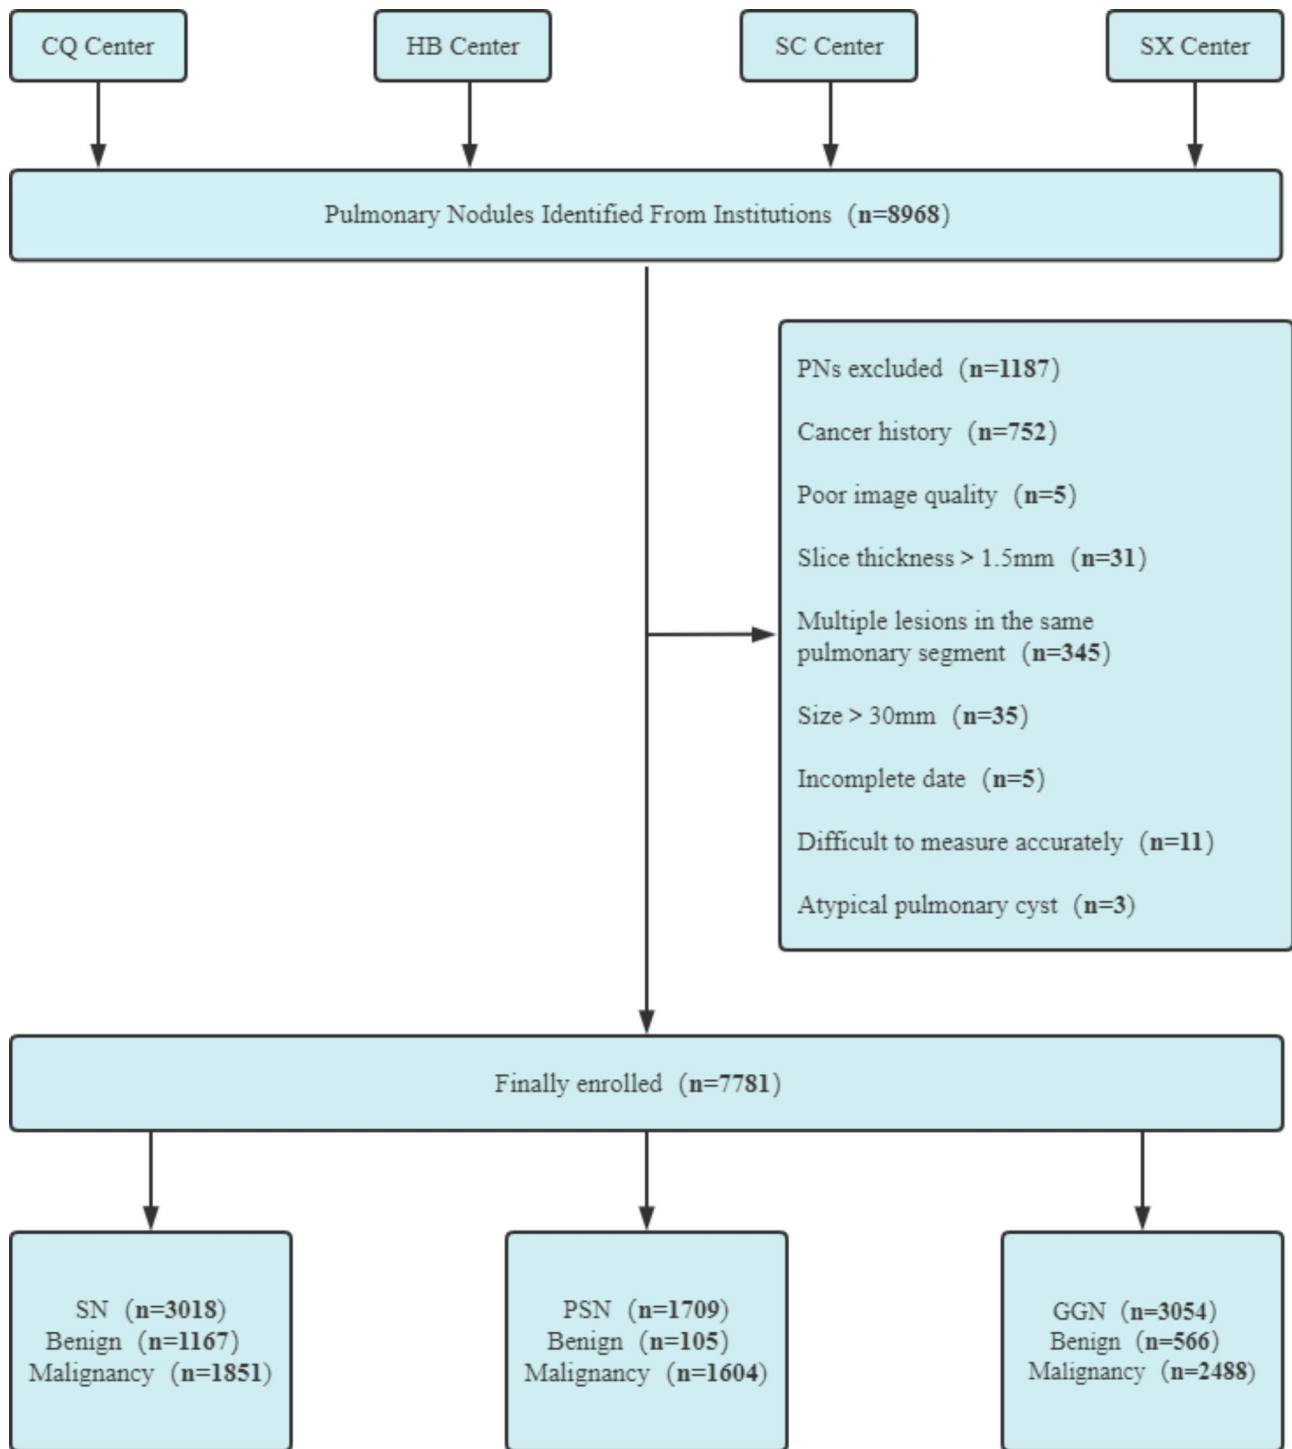 CQ Center
HB Center
SC Center
SX Center
Pulmonary Nodules Identified From Institutions (n=8968)
PNs excluded (n=1187)
Cancer history (n=752)
Poor image quality (n=5)
Slice thickness > 1.5mm (n=31)
Multiple lesions in the same
pulmonary segment (n=345)
Size > 30mm (n=35)
Incomplete date (n=5)
Difficult to measure accurately (n=11)
Atypical pulmonary cyst (n=3)
Finally enrolled (n=7781)
SN (n=3018)
Benign (n=1167)
Malignancy (n=1851)
PSN (n=1709)
Benign (n=105)
Malignancy (n=1604)
GGN (n=3054)
Benign (n=566)
Malignancy (n=2488)